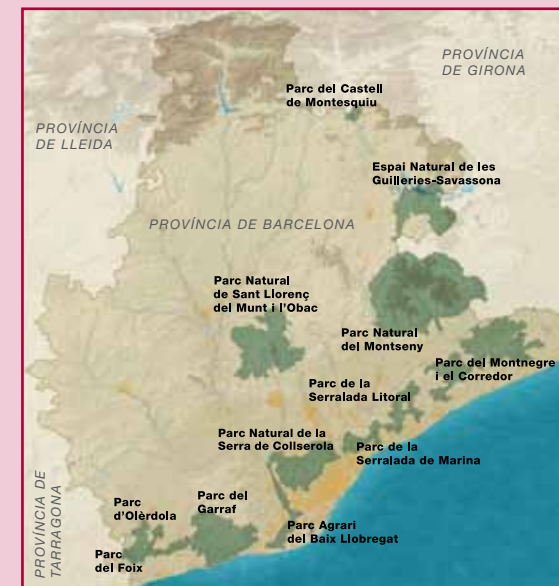 PROVÍNCIA
DE GIRONA
Parc del Castell
de Montesquiu
PROVÍNCIA
DE LLEIDA
Espai Natural de les
Guilleries-Savassona
PROVÍNCIA DE BARCELONA
Parc Natural
de Sant Llorenç
del Munt i l'Obac
Parc Natural
del Montseny
Parc del Montnegre
i el Corredor
Parc de la
Serralada Litoral
Parc Natural de la
Serra de Collserola
Parc de la
Serralada de Marina
PROVÍNCIA DE
TARRAGONA
Parc
d'Olèrdola
Parc del
Garraf
Parc Agrari
del Baix Llobregat
Parc
del Foix